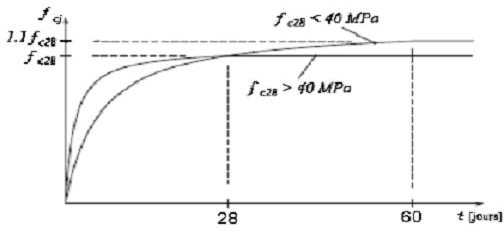 f cj
f c28 < 40 MPa
1.1 f c28
f c28
f c28 > 40 MPa
28
60
t [jours]